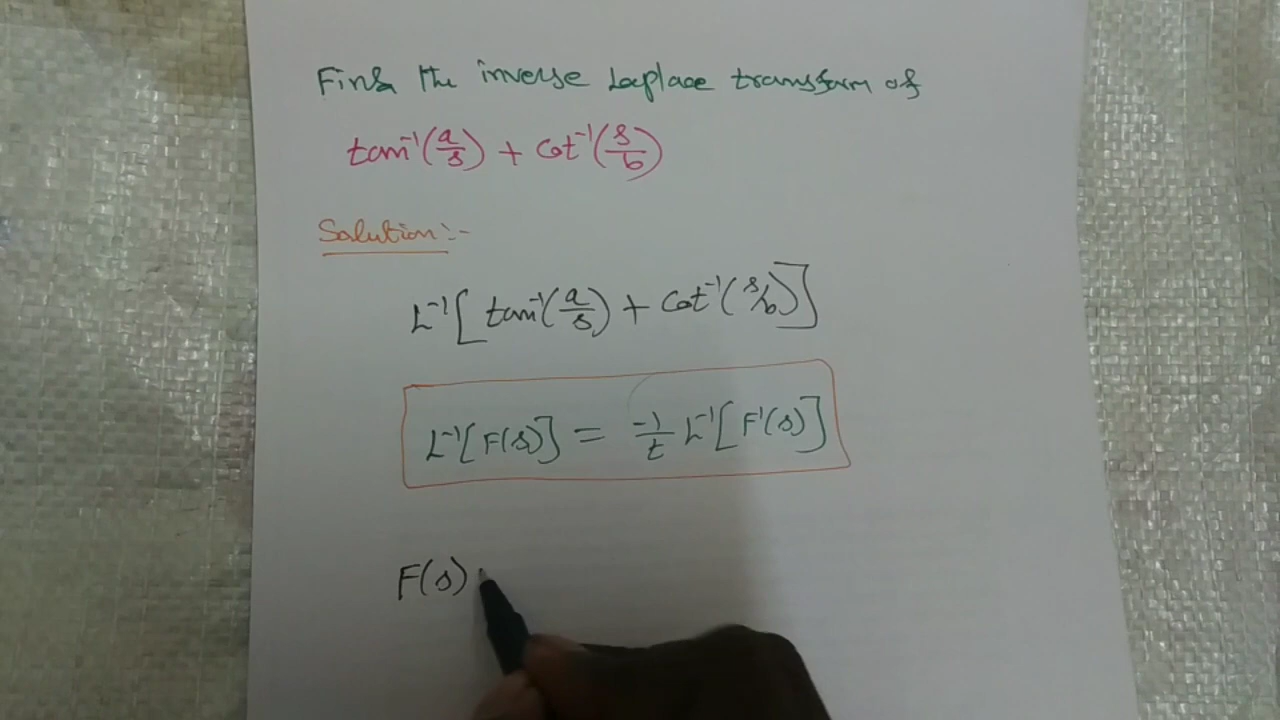 Find the inverse Laplace transform of
tan⁻¹(a/s) + Cot⁻¹(s/b)
Solution:-
L⁻¹[tan⁻¹(a/s) + Cot⁻¹(s/b)]
L⁻¹[F(s)] = -1/t L⁻¹[F'(s)]
F(s)